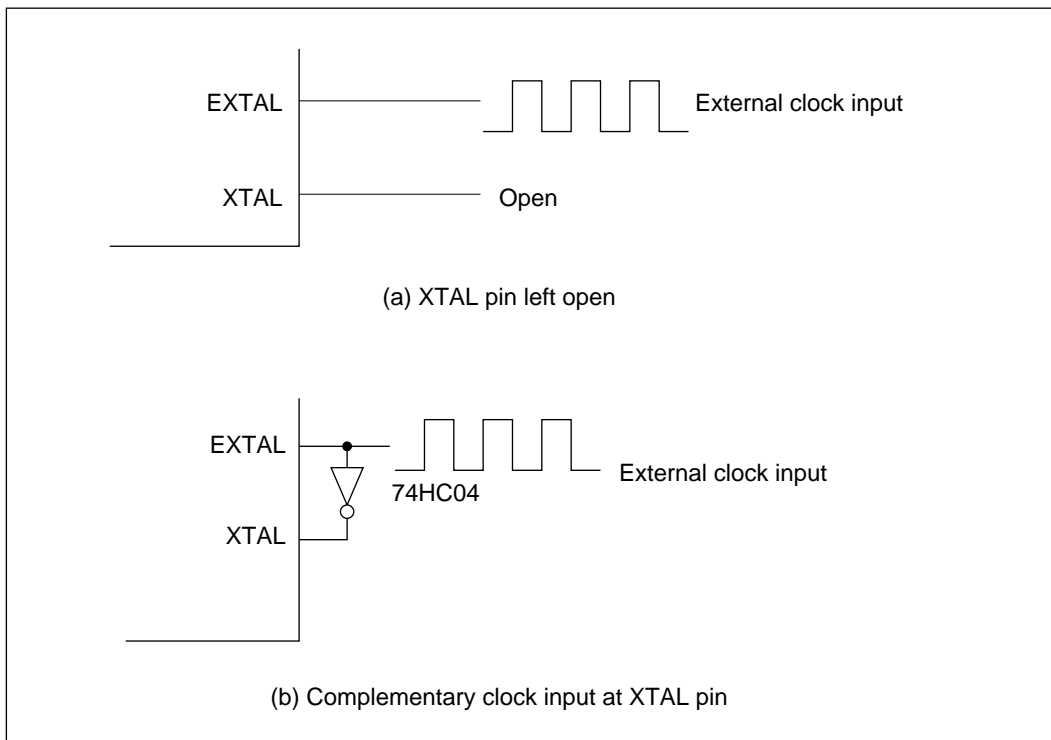 EXTAL
External clock input
XTAL
Open
(a) XTAL pin left open
EXTAL
External clock input
74HC04
XTAL
(b) Complementary clock input at XTAL pin